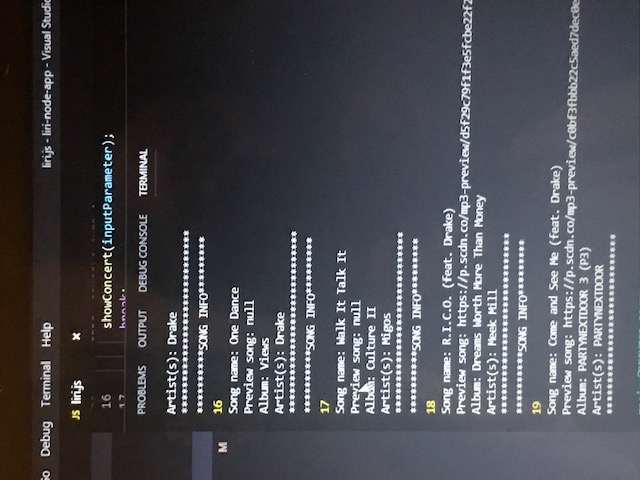 Go Debug Terminal Help liri.js - liri-node-app - Visual Studio
JS liri.js ×
16 showConcert(inputParameter);
17 break;
PROBLEMS OUTPUT DEBUG CONSOLE TERMINAL
Artist(s): Drake
*****************************
**********SONG INFO*********
16
Song name: One Dance
Preview song: null
Album: Views
Artist(s): Drake
*****************************
**********SONG INFO*********
17
Song name: Walk It Talk It
Preview song: null
Album: Culture II
Artist(s): Migos
*****************************
**********SONG INFO*********
18
Song name: R.I.C.O. (feat. Drake)
Preview song: https://p.scdn.co/mp3-preview/d5f29c79f1f3e5fcbe22f2
Album: Dreams Worth More Than Money
Artist(s): Meek Mill
*****************************
**********SONG INFO*********
19
Song name: Come and See Me (feat. Drake)
Preview song: https://p.scdn.co/mp3-preview/c0bf3fbbb22c5aed7dec0e
Album: PARTYNEXTDOOR 3 (P3)
Artist(s): PARTYNEXTDOOR
*****************************